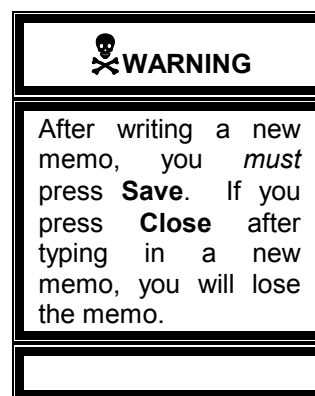 WARNING
After writing a new
memo, you must
press Save. If you
press Close after
typing in a new
memo, you will lose
the memo.